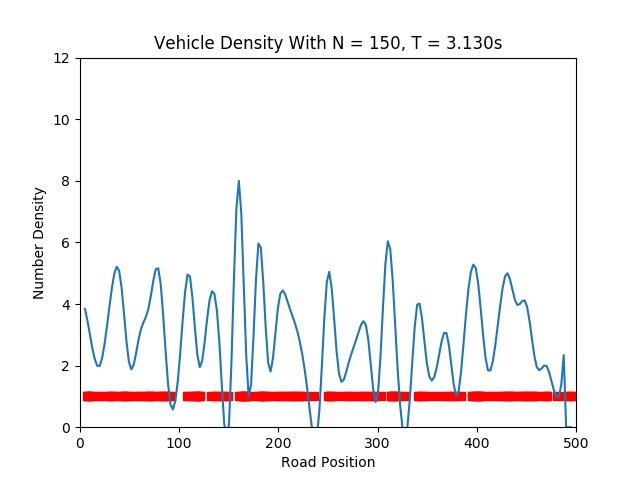 Vehicle Density With N = 150, T = 3.130s
12
10
8
6
4
2
0
Number Density
0 100 200 300 400 500
Road Position